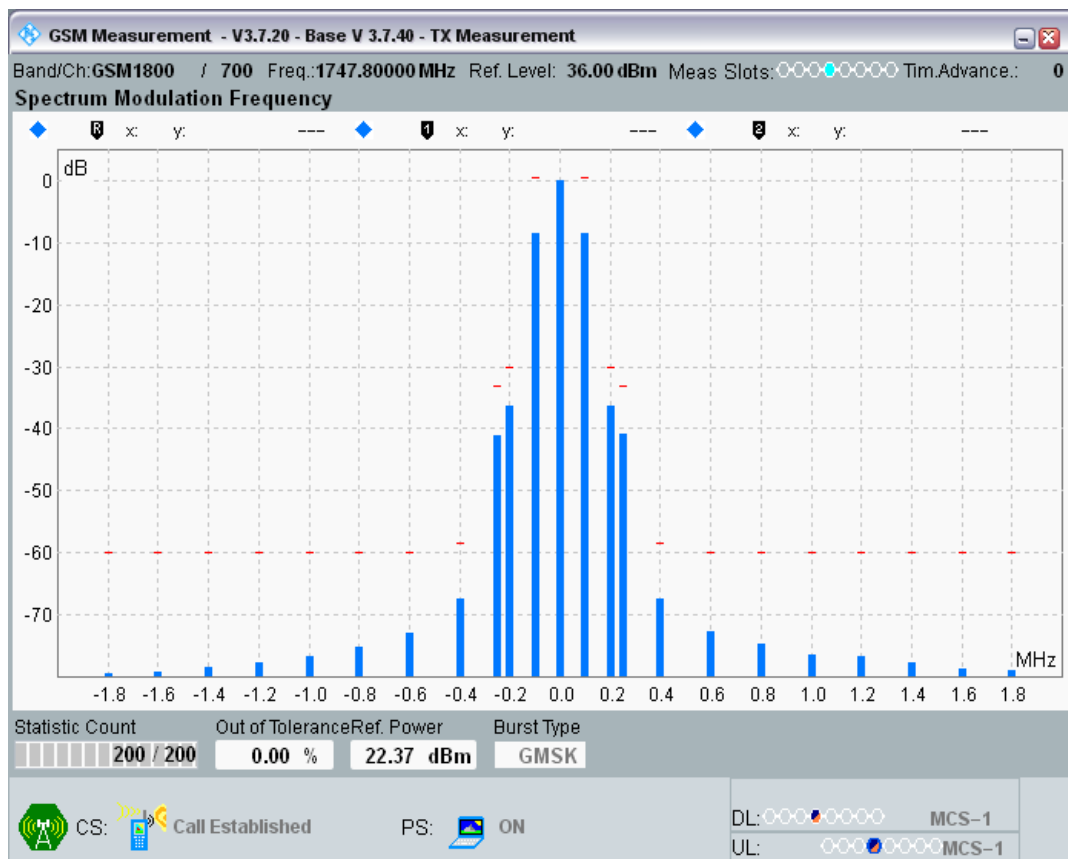 GSM Measurement - V3.7.20 - Base V 3.7.40 - TX Measurement
Band/Ch:GSM1800 / 700 Freq.:1747.80000 MHz Ref. Level: 36.00 dBm Meas Slots: Tim.Advance.: 0
Spectrum Modulation Frequency
R x: y: --- 1 x: y: --- 2 x: y: ---
dB
0
-10
-20
-30
-40
-50
-60
-70
MHz
-1.8 -1.6 -1.4 -1.2 -1.0 -0.8 -0.6 -0.4 -0.2 0.0 0.2 0.4 0.6 0.8 1.0 1.2 1.4 1.6 1.8
Statistic Count Out of Tolerance Ref. Power Burst Type
200 / 200 0.00 % 22.37 dBm GMSK
CS: Call Established PS: ON DL: MCS-1
UL: MCS-1